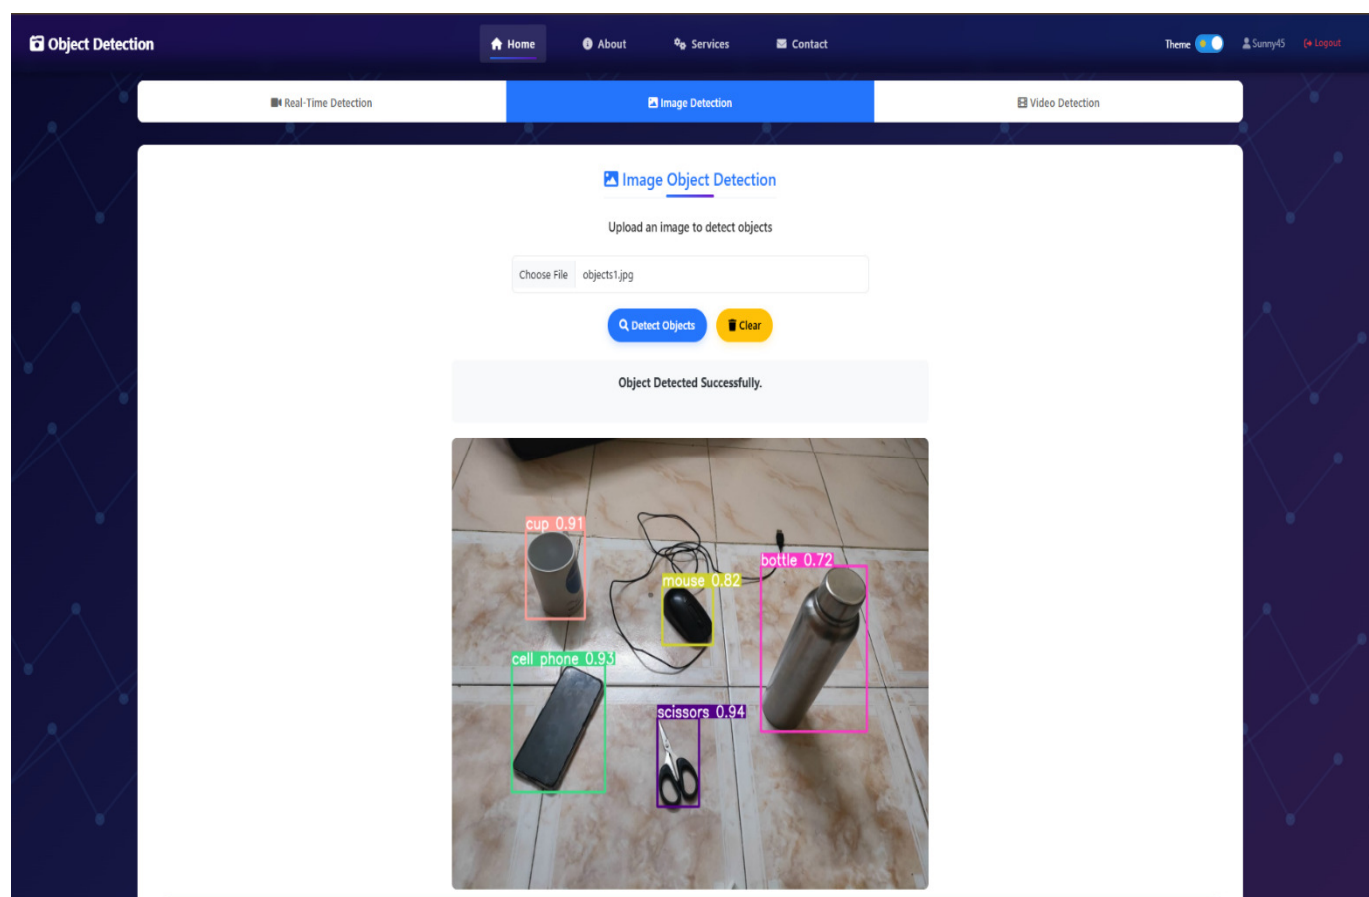 Object Detection
Home
About
Services
Contact
Theme
Sunny45
Logout
Real-Time Detection
Image Detection
Video Detection
Image Object Detection
Upload an image to detect objects
Choose File objects1.jpg
Detect Objects
Clear
Object Detected Successfully.
cup 0.91
bottle 0.72
mouse 0.82
cell phone 0.93
scissors 0.94